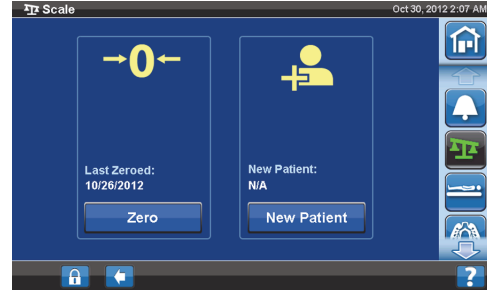 Scale
Oct 30, 2012 2:07 AM
→0←
Last Zeroed:
10/26/2012
Zero
New Patient:
N/A
New Patient
?